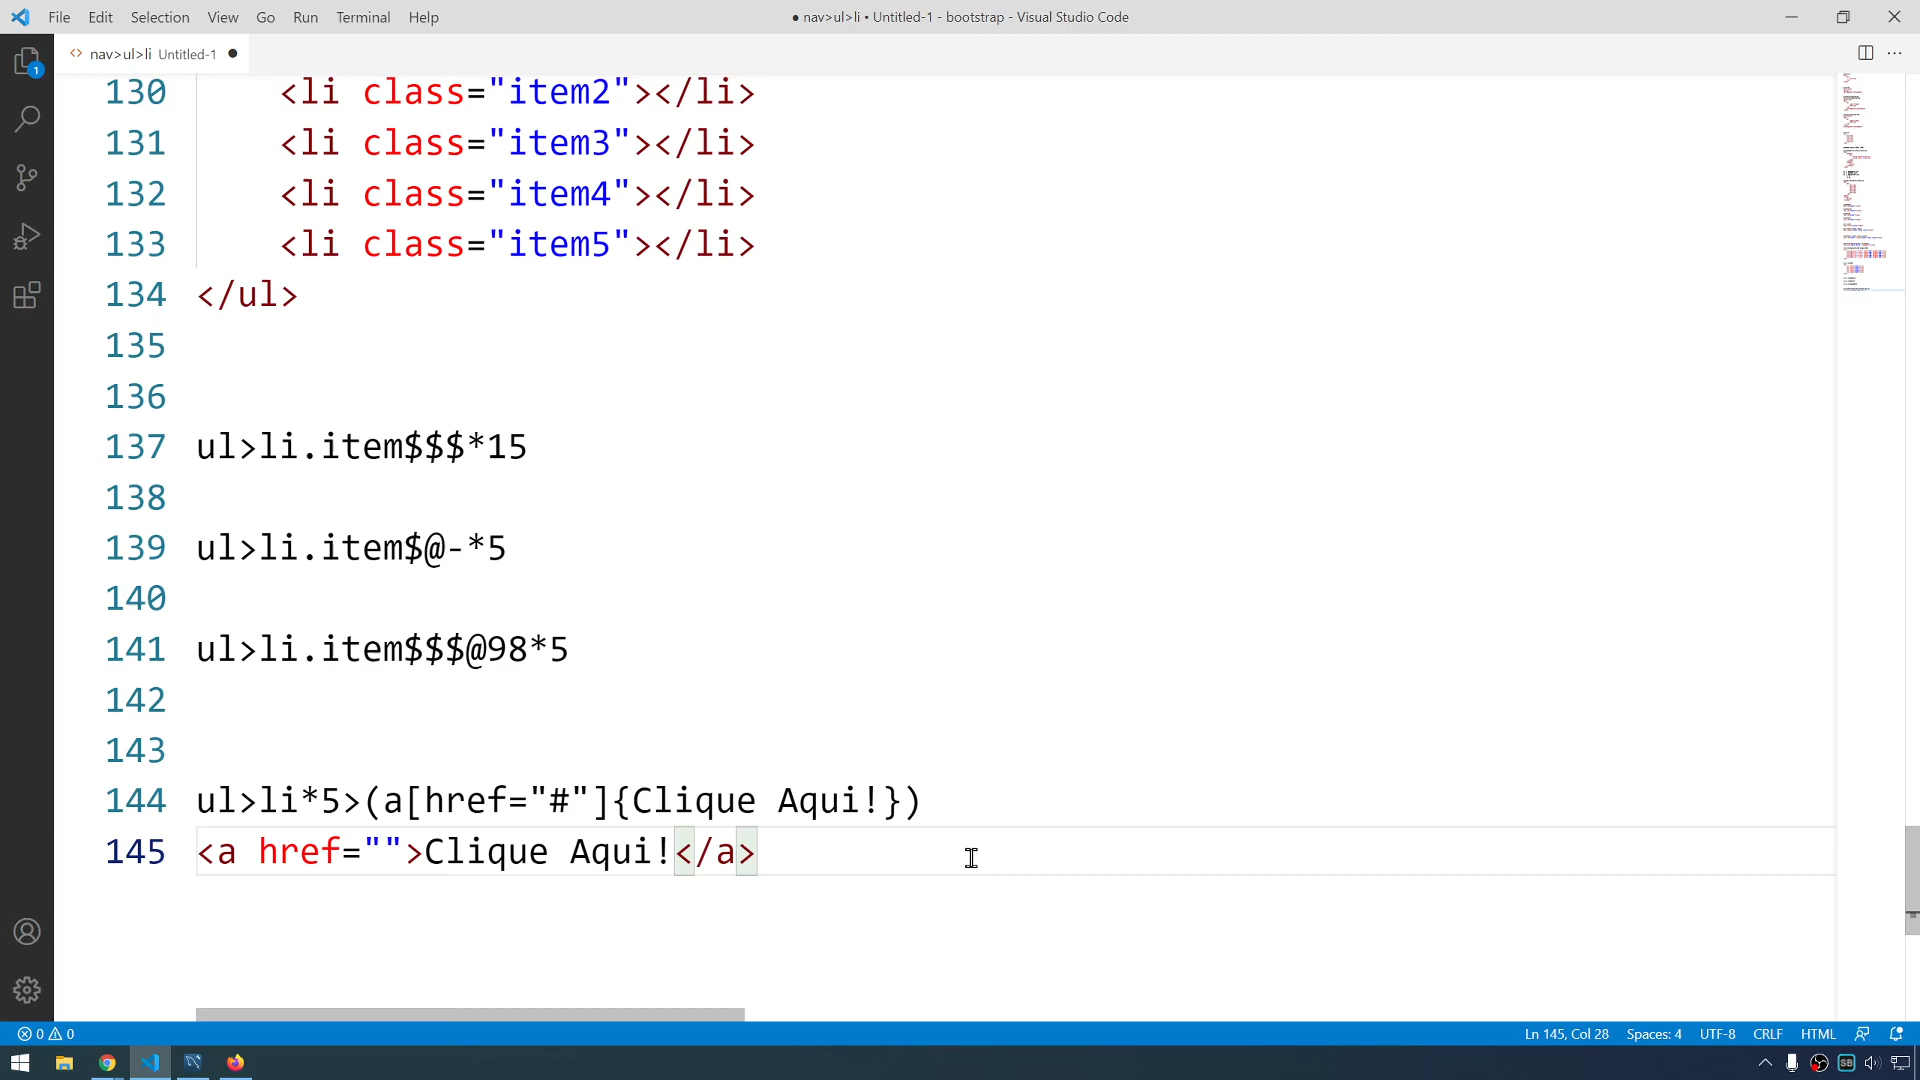 File Edit Selection View Go Run Terminal Help ● nav>ul>li • Untitled-1 - bootstrap - Visual Studio Code
<> nav>ul>li Untitled-1 ●
1
130 <li class="item2"></li>
131 <li class="item3"></li>
132 <li class="item4"></li>
133 <li class="item5"></li>
134 </ul>
135
136
137 ul>li.item$$$*15
138
139 ul>li.item$@-*5
140
141 ul>li.item$$$@98*5
142
143
144 ul>li*5>(a[href="#"]{Clique Aqui!})
145 <a href="">Clique Aqui!</a>
0 0 Ln 145, Col 28 Spaces: 4 UTF-8 CRLF HTML
SB